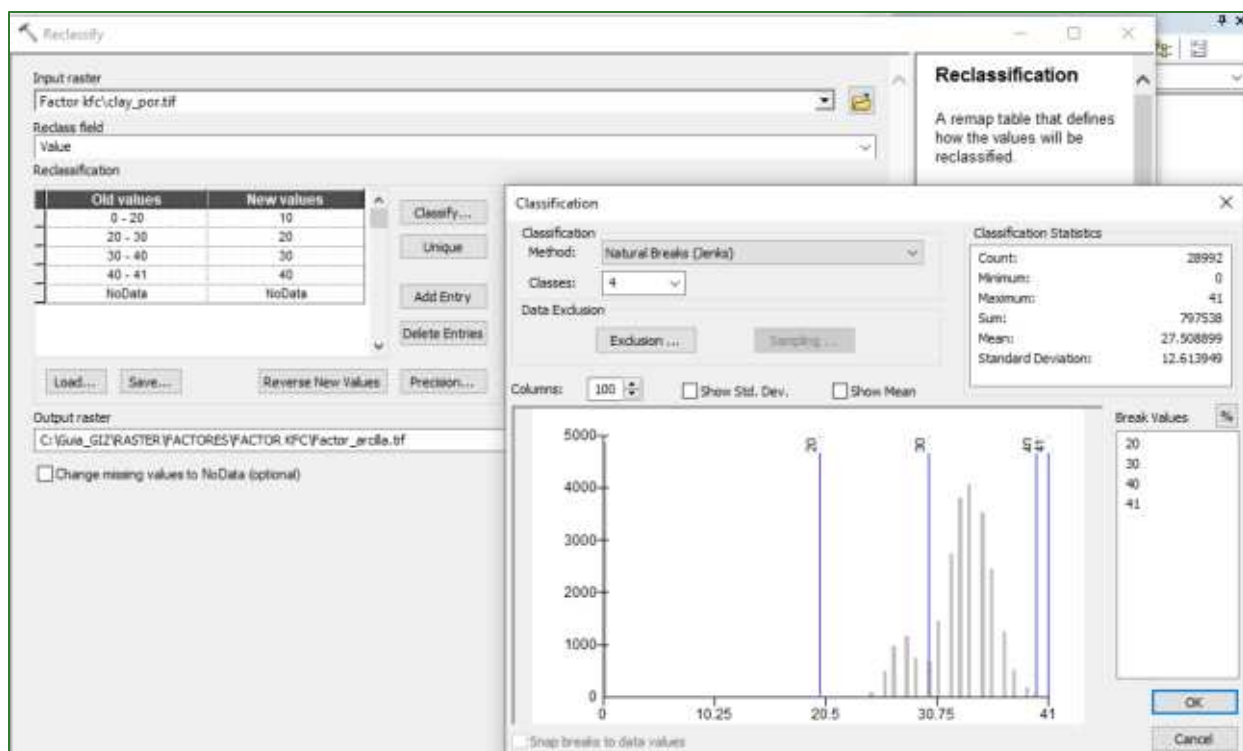 Reclassify
Input raster
Factor kfc\clay_por.tif
Reclass field
Value
Reclassification
Old values New values
0 - 20 10
20 - 30 20
30 - 40 30
40 - 41 40
NoData NoData
Classify...
Unique
Add Entry
Delete Entries
Load... Save... Reverse New Values Precision...
Output raster
C:\Guia_GIZ\RASTER\FACTORES\FACTOR KFC\Factor_arcilla.tif
Change missing values to NoData (optional)
Reclassification
A remap table that defines
how the values will be
reclassified.
Classification
Classification
Method: Natural Breaks (Jenks)
Classes: 4
Data Exclusion
Exclusion ... Sampling ...
Classification Statistics
Count: 28992
Minimum: 0
Maximum: 41
Sum: 797538
Mean: 27.508899
Standard Deviation: 12.613949
Columns: 100 Show Std. Dev. Show Mean
Break Values %
20
30
40
41
5000
4000
3000
2000
1000
0
20 30 40 41
0 10.25 20.5 30.75 41
Snap breaks to data values
OK
Cancel